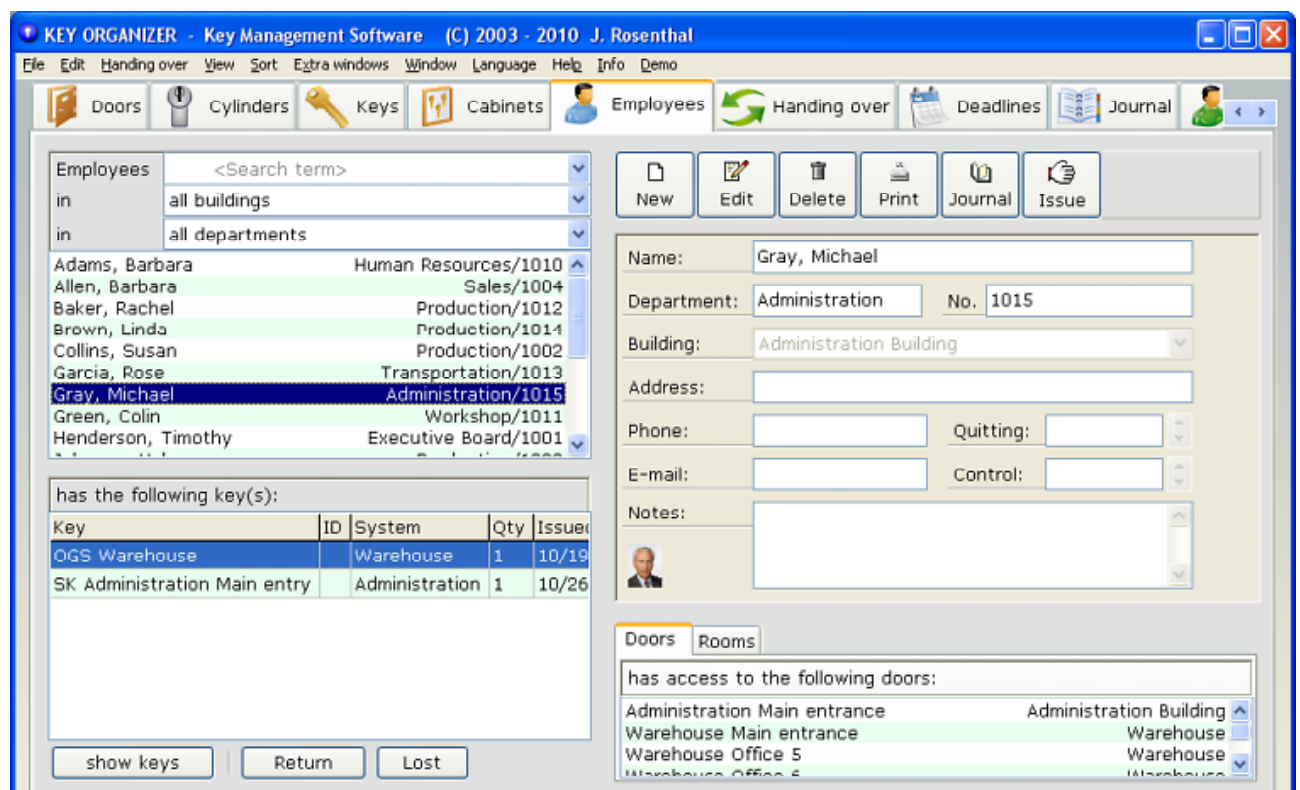 KEY ORGANIZER - Key Management Software (C) 2003 - 2010 J. Rosenthal
File Edit Handing over View Sort Extra windows Window Language Help Info Demo
Doors Cylinders Keys Cabinets Employees Handing over Deadlines Journal
Employees <Search term>
in all buildings
in all departments
Adams, Barbara Human Resources/1010
Allen, Barbara Sales/1004
Baker, Rachel Production/1012
Brown, Linda Production/1014
Collins, Susan Production/1002
Garcia, Rose Transportation/1013
Gray, Michael Administration/1015
Green, Colin Workshop/1011
Henderson, Timothy Executive Board/1001
has the following key(s):
Key ID System Qty Issued
OGS Warehouse Warehouse 1 10/19
SK Administration Main entry Administration 1 10/26
show keys Return Lost
New Edit Delete Print Journal Issue
Name: Gray, Michael
Department: Administration No. 1015
Building: Administration Building
Address:
Phone: Quitting:
E-mail: Control:
Notes:
Doors Rooms
has access to the following doors:
Administration Main entrance Administration Building
Warehouse Main entrance Warehouse
Warehouse Office 5 Warehouse
Warehouse Office 6 Warehouse